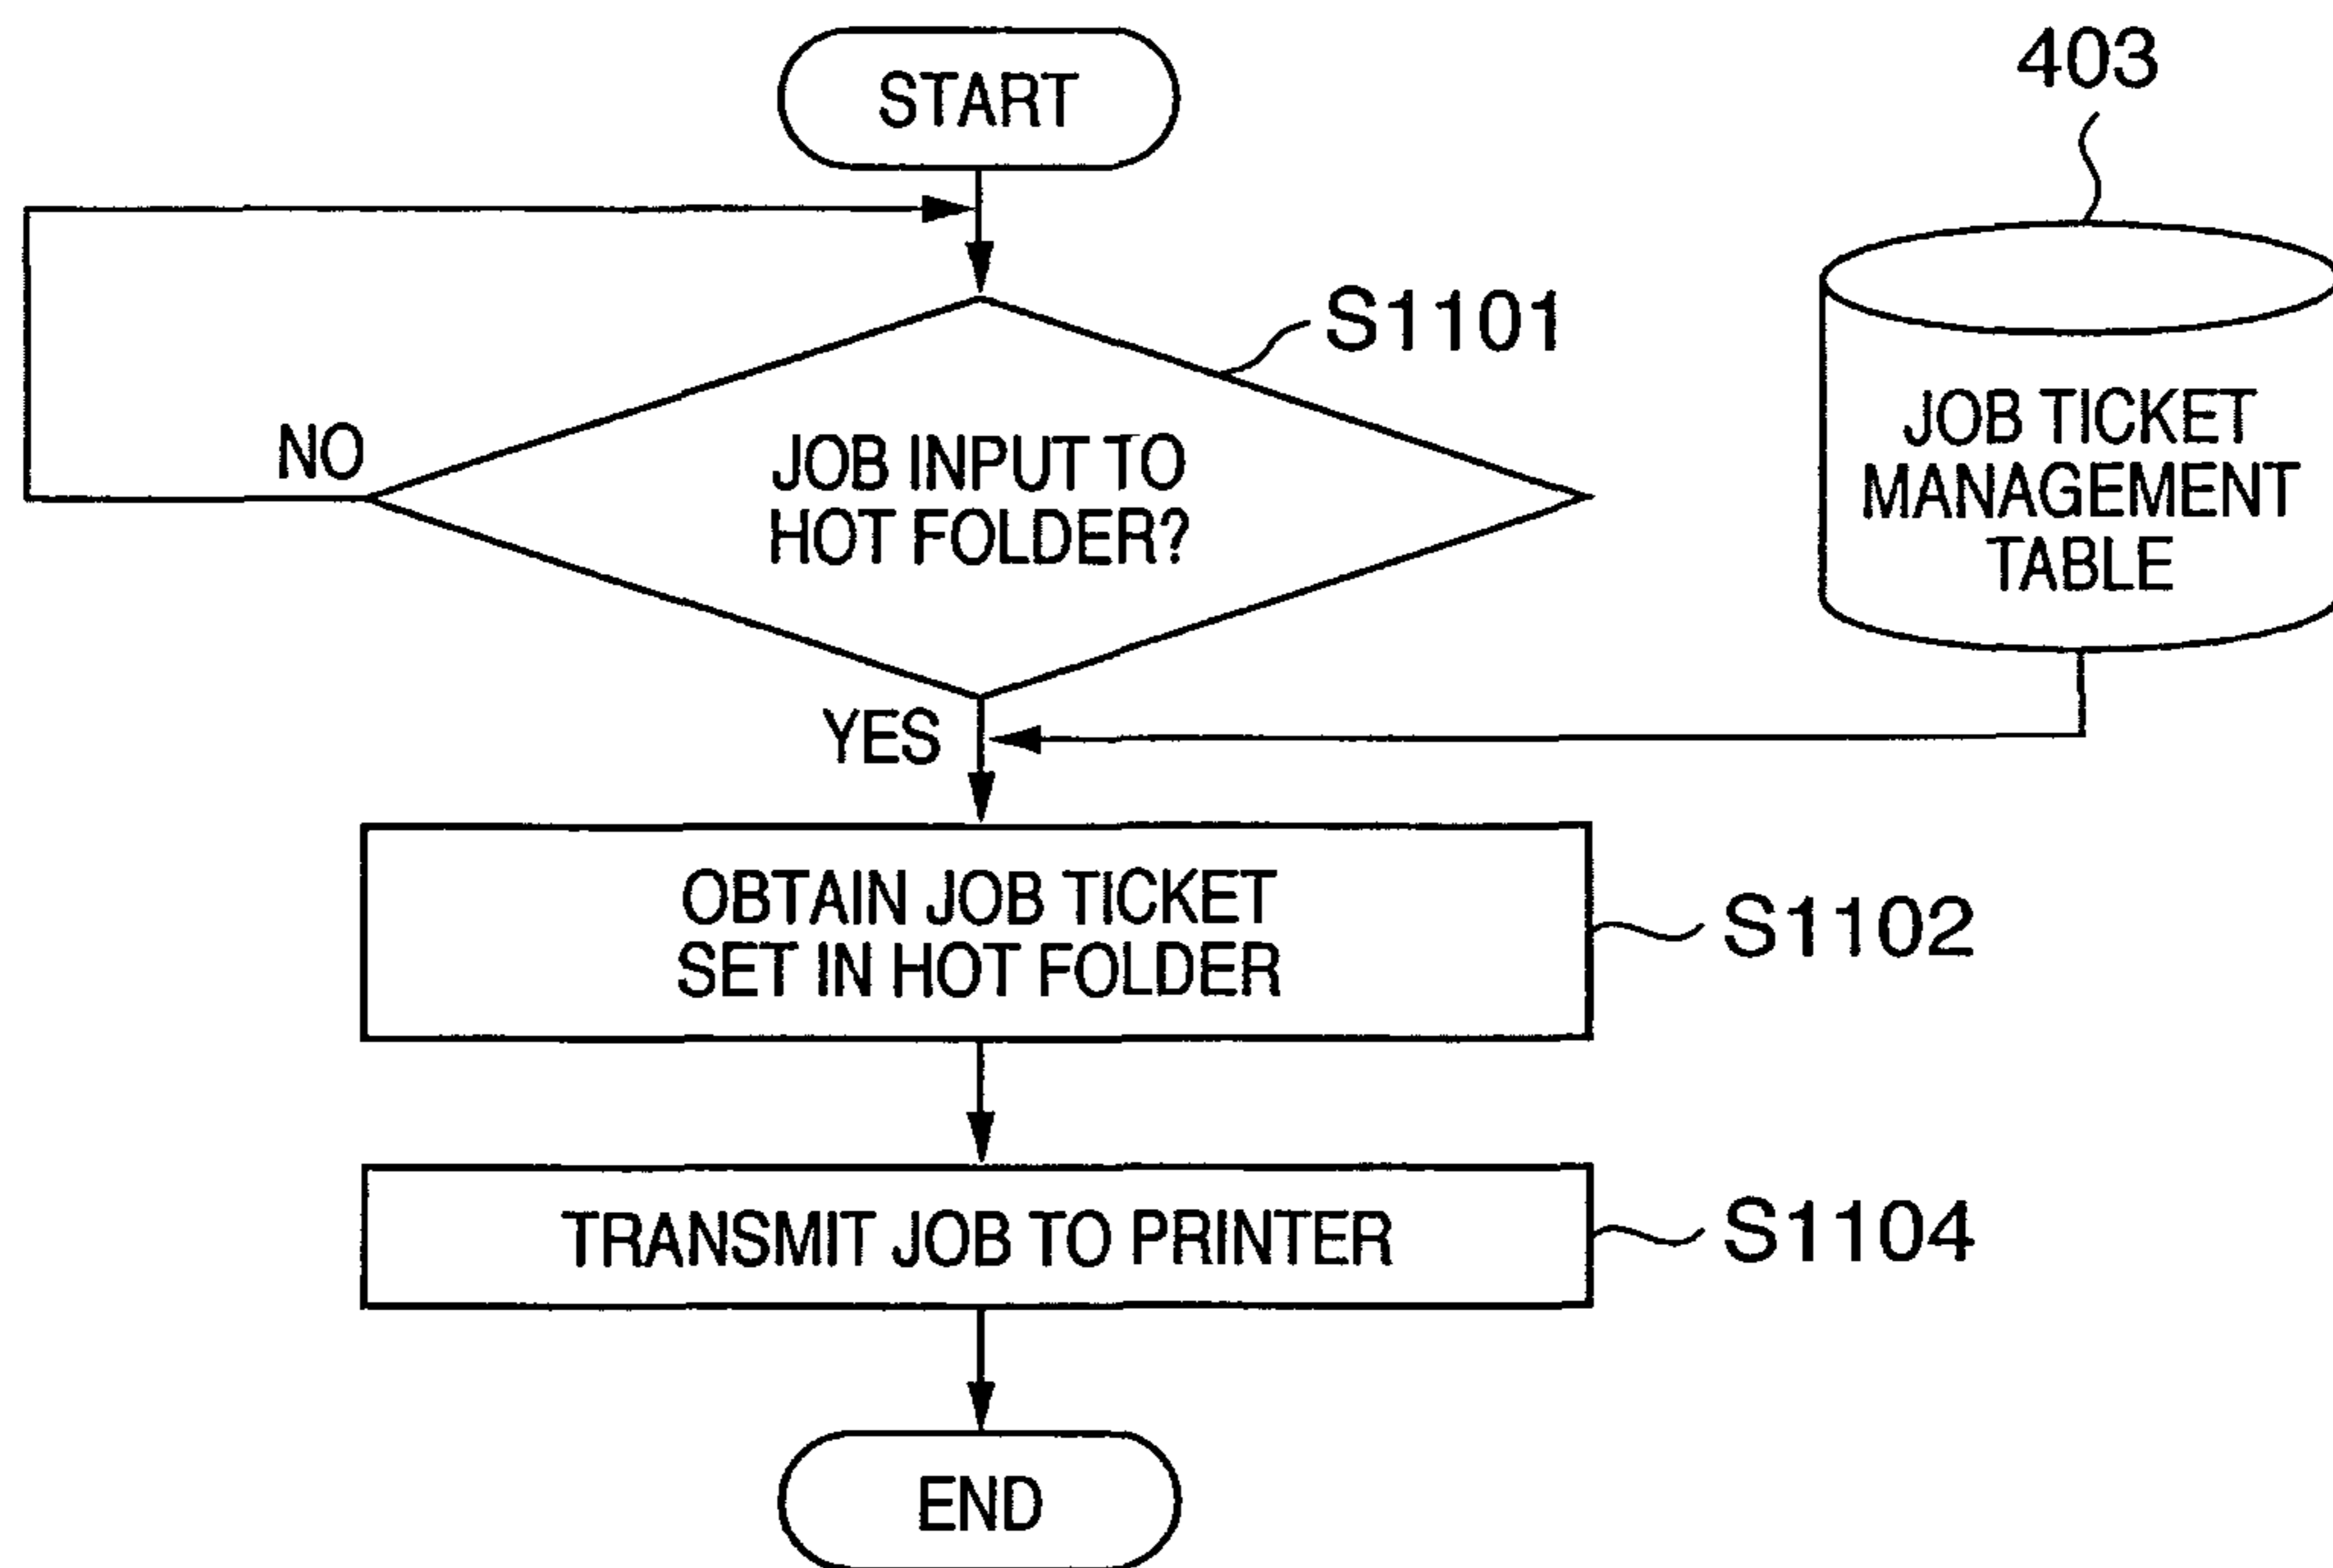 START
403
S1101
NO
JOB INPUT TO
HOT FOLDER?
JOB TICKET
MANAGEMENT
TABLE
YES
OBTAIN JOB TICKET
SET IN HOT FOLDER
S1102
TRANSMIT JOB TO PRINTER
S1104
END